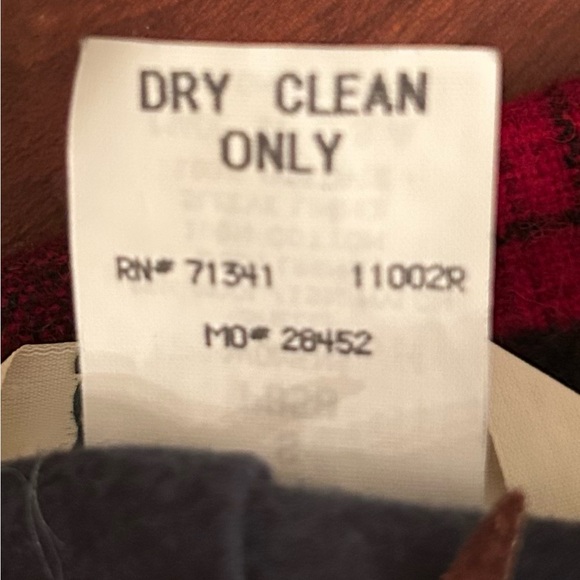 DRY CLEAN
ONLY
RN# 71341 11002R
MO# 28452